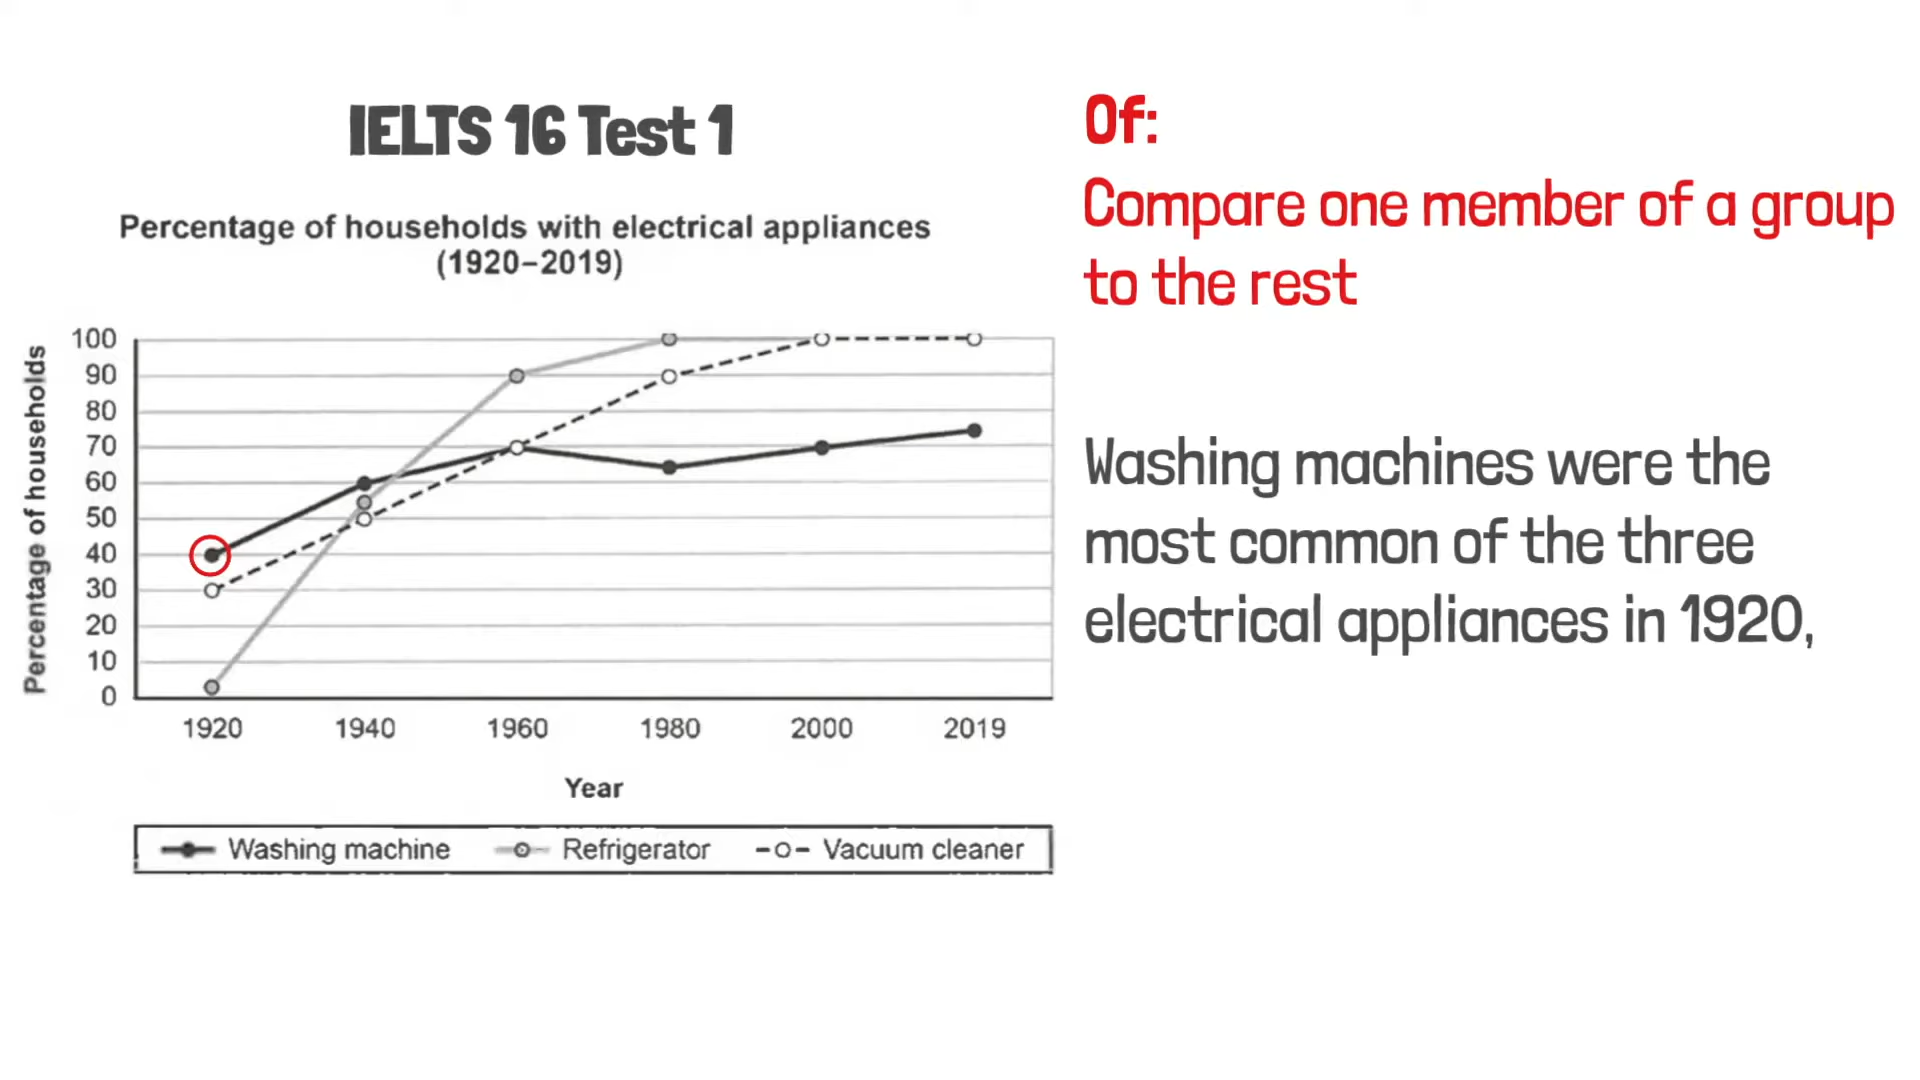 IELTS 16 Test 1
Percentage of households with electrical appliances
(1920–2019)
Percentage of households
100
90
80
70
60
50
40
30
20
10
0
1920 1940 1960 1980 2000 2019
Year
Washing machine Refrigerator Vacuum cleaner
Of:
Compare one member of a group
to the rest
Washing machines were the
most common of the three
electrical appliances in 1920,